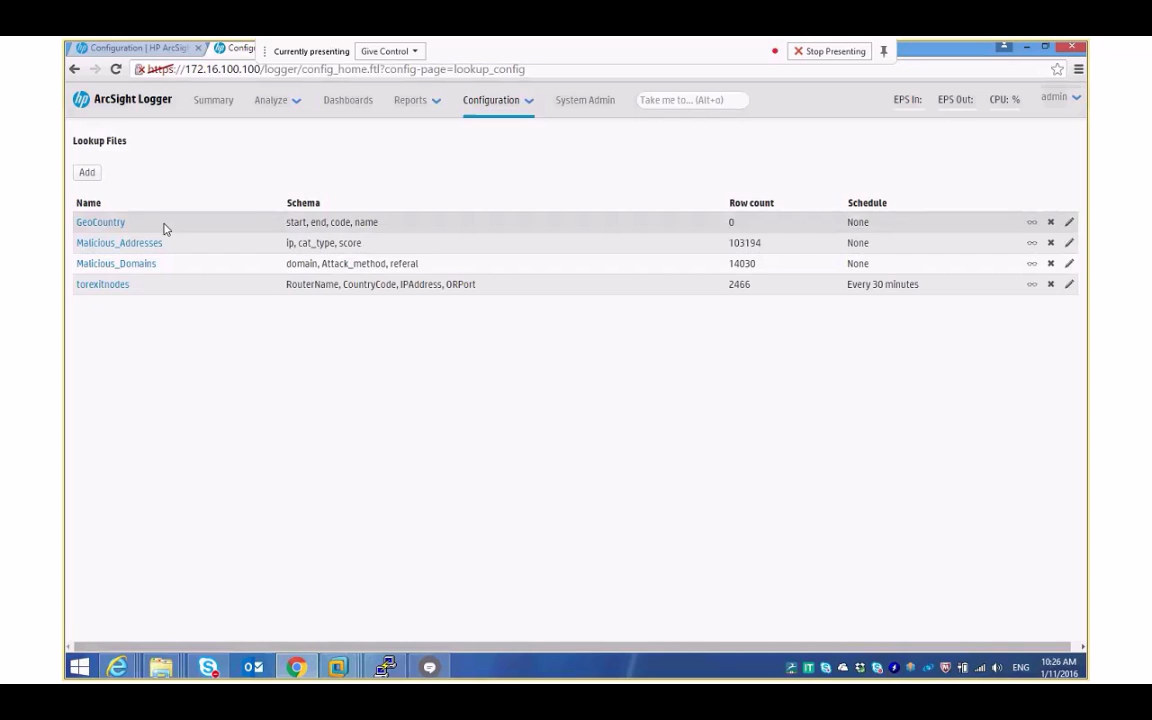 Configuration | HP ArcSig
Config
Currently presenting
Give Control
Stop Presenting
https://172.16.100.100/logger/config_home.ftl?config-page=lookup_config
hp
ArcSight Logger
Summary
Analyze
Dashboards
Reports
Configuration
System Admin
Take me to... (Alt+o)
EPS In:
EPS Out:
CPU: %
admin
Lookup Files
Add
Name Schema Row count Schedule
GeoCountry start, end, code, name 0 None
Malicious_Addresses ip, cat_type, score 103194 None
Malicious_Domains domain, Attack_method, referal 14030 None
torexitnodes RouterName, CountryCode, IPAddress, ORPort 2466 Every 30 minutes
ENG
10:26 AM
1/11/2016